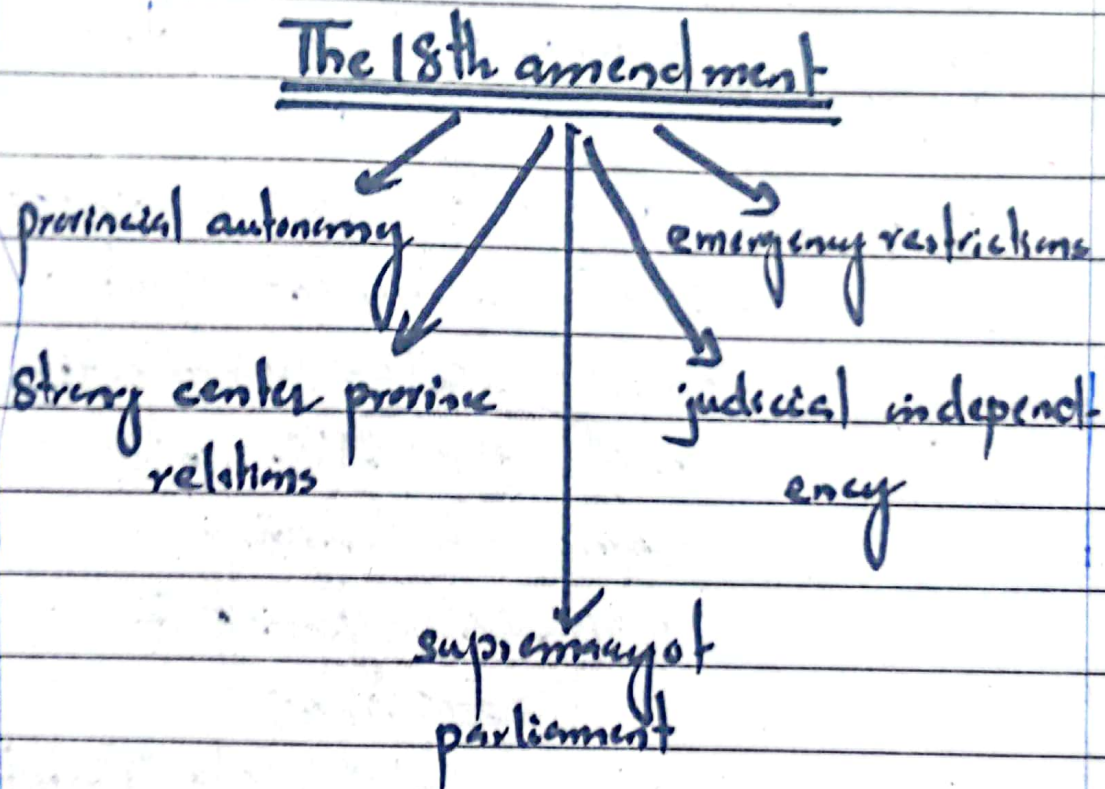 The 18th amendment
provincial autonomy
emergency restrictions
strong center province
relations
judicial independ-
ency
supremacy of
parliament